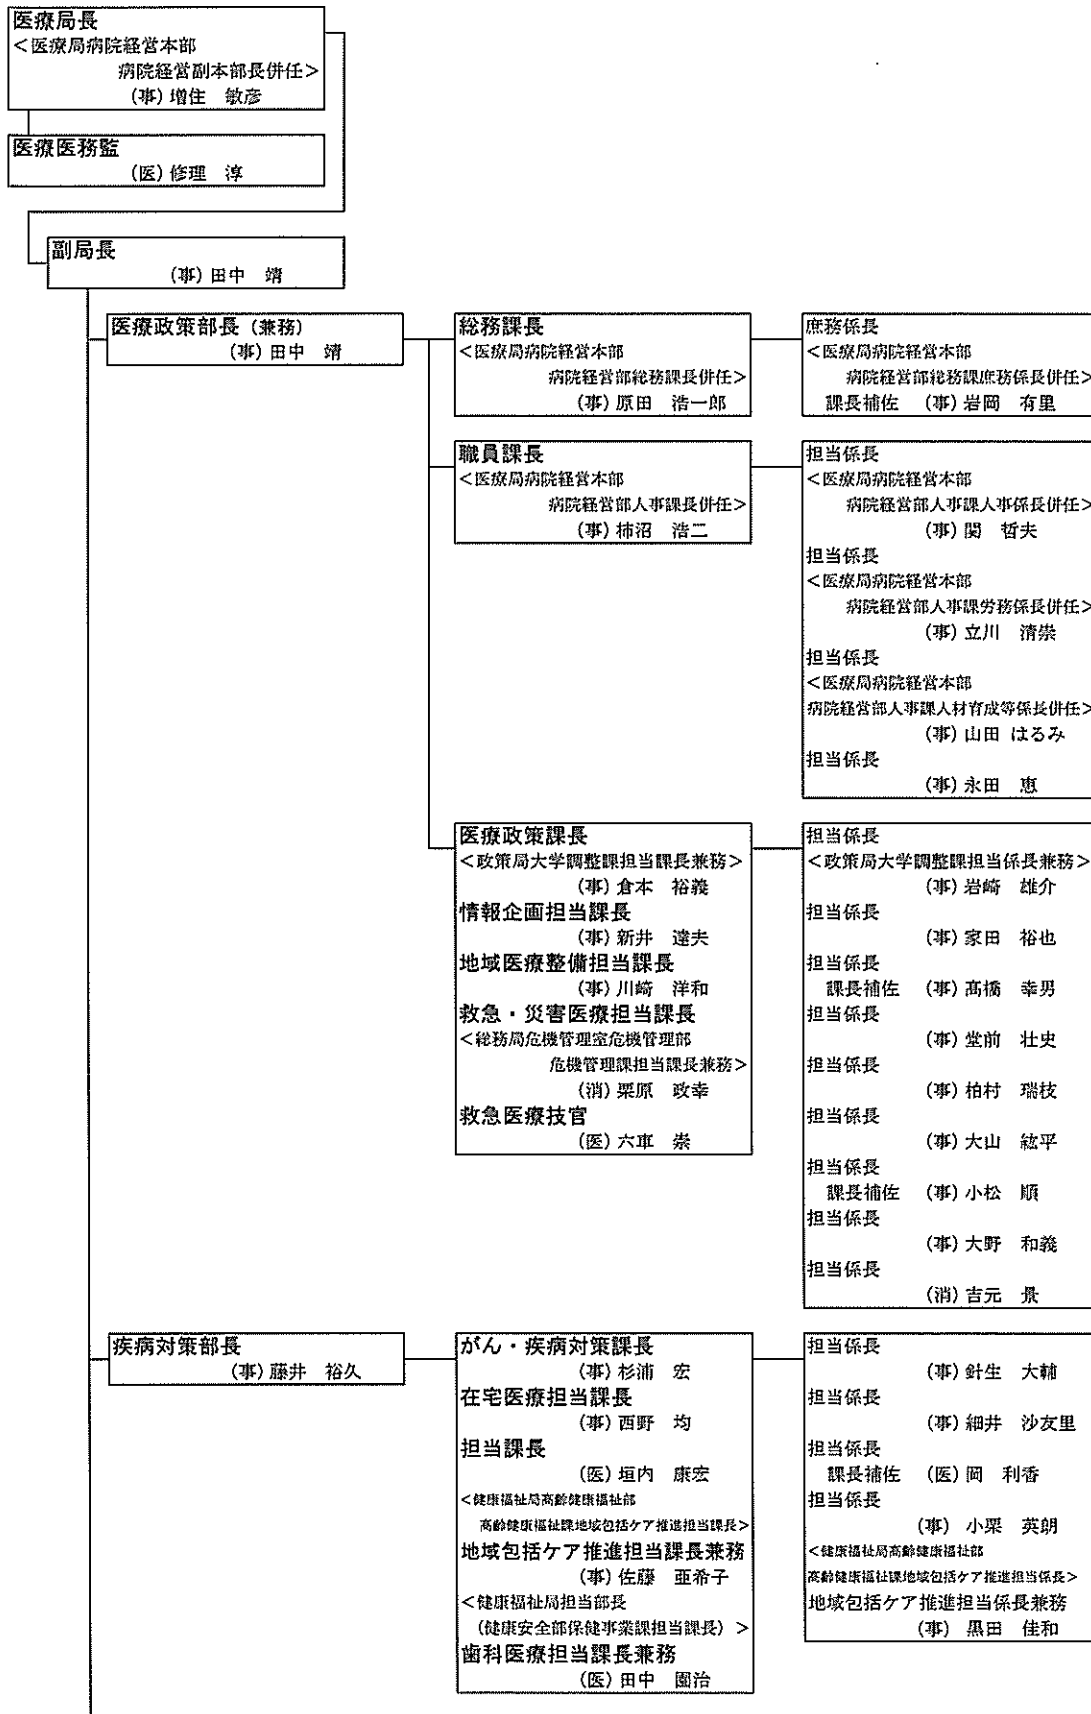 医療局長
<医療局病院経営本部
病院経営副本部長併任>
(事) 増住 敏彦
医療医務監
(医) 修理 淳
副局長
(事) 田中 靖
医療政策部長 (兼務)
(事) 田中 靖
総務課長
<医療局病院経営本部
病院経営部総務課長併任>
(事) 原田 浩一郎
庶務係長
<医療局病院経営本部
病院経営部総務課庶務係長併任>
課長補佐 (事) 岩岡 有里
職員課長
<医療局病院経営本部
病院経営部人事課長併任>
(事) 柿沼 浩二
担当係長
<医療局病院経営本部
病院経営部人事課人事係長併任>
(事) 関 哲夫
担当係長
<医療局病院経営本部
病院経営部人事課労務係長併任>
(事) 立川 清崇
担当係長
<医療局病院経営本部
病院経営部人事課人材育成等係長併任>
(事) 山田 はるみ
担当係長
(事) 永田 恵
医療政策課長
<政策局大学調整課担当課長兼務>
(事) 倉本 裕義
情報企画担当課長
(事) 新井 達夫
地域医療整備担当課長
(事) 川崎 洋和
救急・災害医療担当課長
<総務局危機管理室危機管理部
危機管理課担当課長兼務>
(消) 栗原 政幸
救急医療技官
(医) 六車 崇
担当係長
<政策局大学調整課担当係長兼務>
(事) 岩崎 雄介
担当係長
(事) 家田 裕也
担当係長
課長補佐 (事) 髙橋 幸男
担当係長
(事) 堂前 壮史
担当係長
(事) 柏村 瑞枝
担当係長
(事) 大山 紘平
担当係長
課長補佐 (事) 小松 順
担当係長
(事) 大野 和義
担当係長
(消) 吉元 景
疾病対策部長
(事) 藤井 裕久
がん・疾病対策課長
(事) 杉浦 宏
在宅医療担当課長
(事) 西野 均
担当課長
(医) 垣内 康宏
<健康福祉局高齢健康福祉部
高齢健康福祉課地域包括ケア推進担当課長>
地域包括ケア推進担当課長兼務
(事) 佐藤 亜希子
<健康福祉局担当部長
(健康安全部保健事業課担当課長) >
歯科医療担当課長兼務
(医) 田中 園治
担当係長
(事) 針生 大輔
担当係長
(事) 細井 沙友里
担当係長
課長補佐 (医) 岡 利香
担当係長
(事) 小栗 英朗
<健康福祉局高齢健康福祉部
高齢健康福祉課地域包括ケア推進担当係長>
地域包括ケア推進担当係長兼務
(事) 黒田 佳和